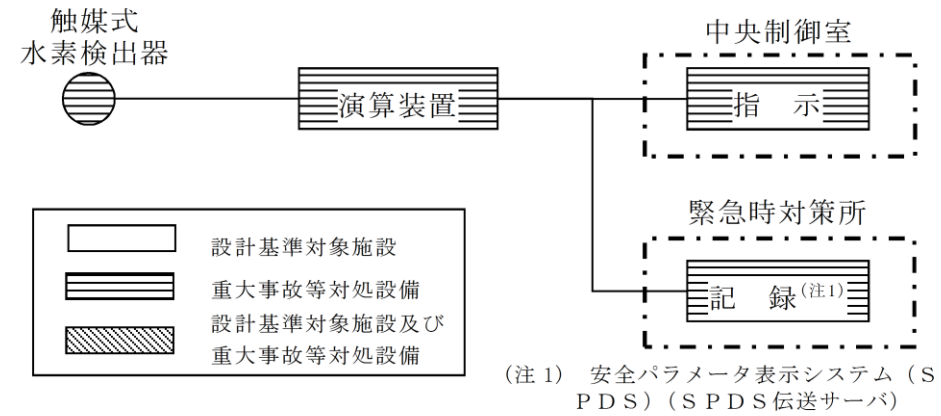 触媒式
水素検出器
演算装置
中央制御室
指　示
緊急時対策所
記　録(注1)
設計基準対象施設
重大事故等対処設備
設計基準対象施設及び
重大事故等対処設備
(注 1)　安全パラメータ表示システム（Ｓ
ＰＤＳ）（ＳＰＤＳ伝送サーバ）